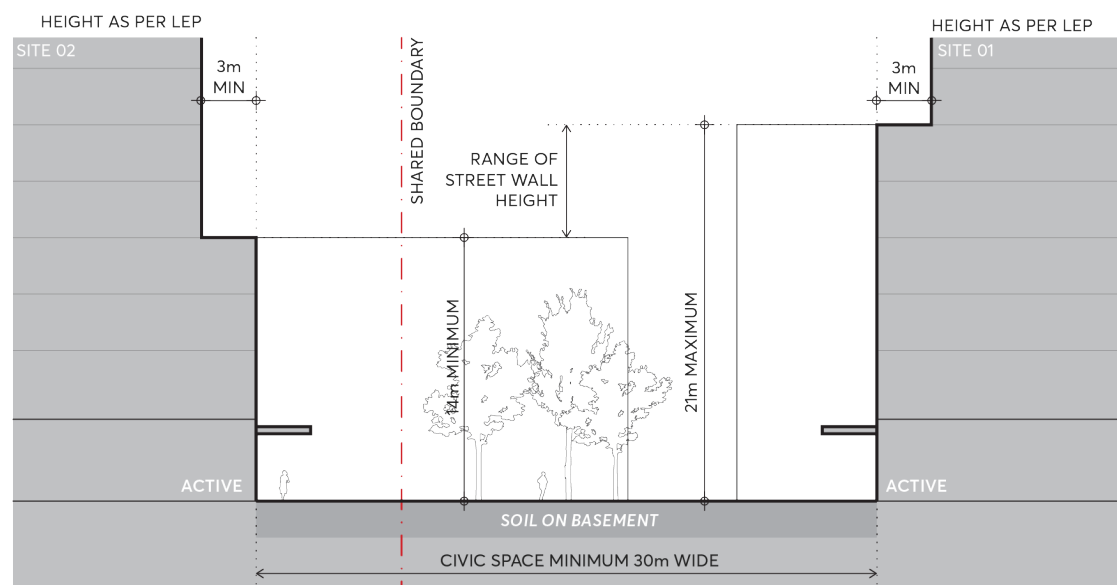 HEIGHT AS PER LEP
HEIGHT AS PER LEP
SITE 02
SITE 01
3m
MIN
3m
MIN
SHARED BOUNDARY
RANGE OF
STREET WALL
HEIGHT
14m MINIMUM
21m MAXIMUM
ACTIVE
ACTIVE
SOIL ON BASEMENT
CIVIC SPACE MINIMUM 30m WIDE